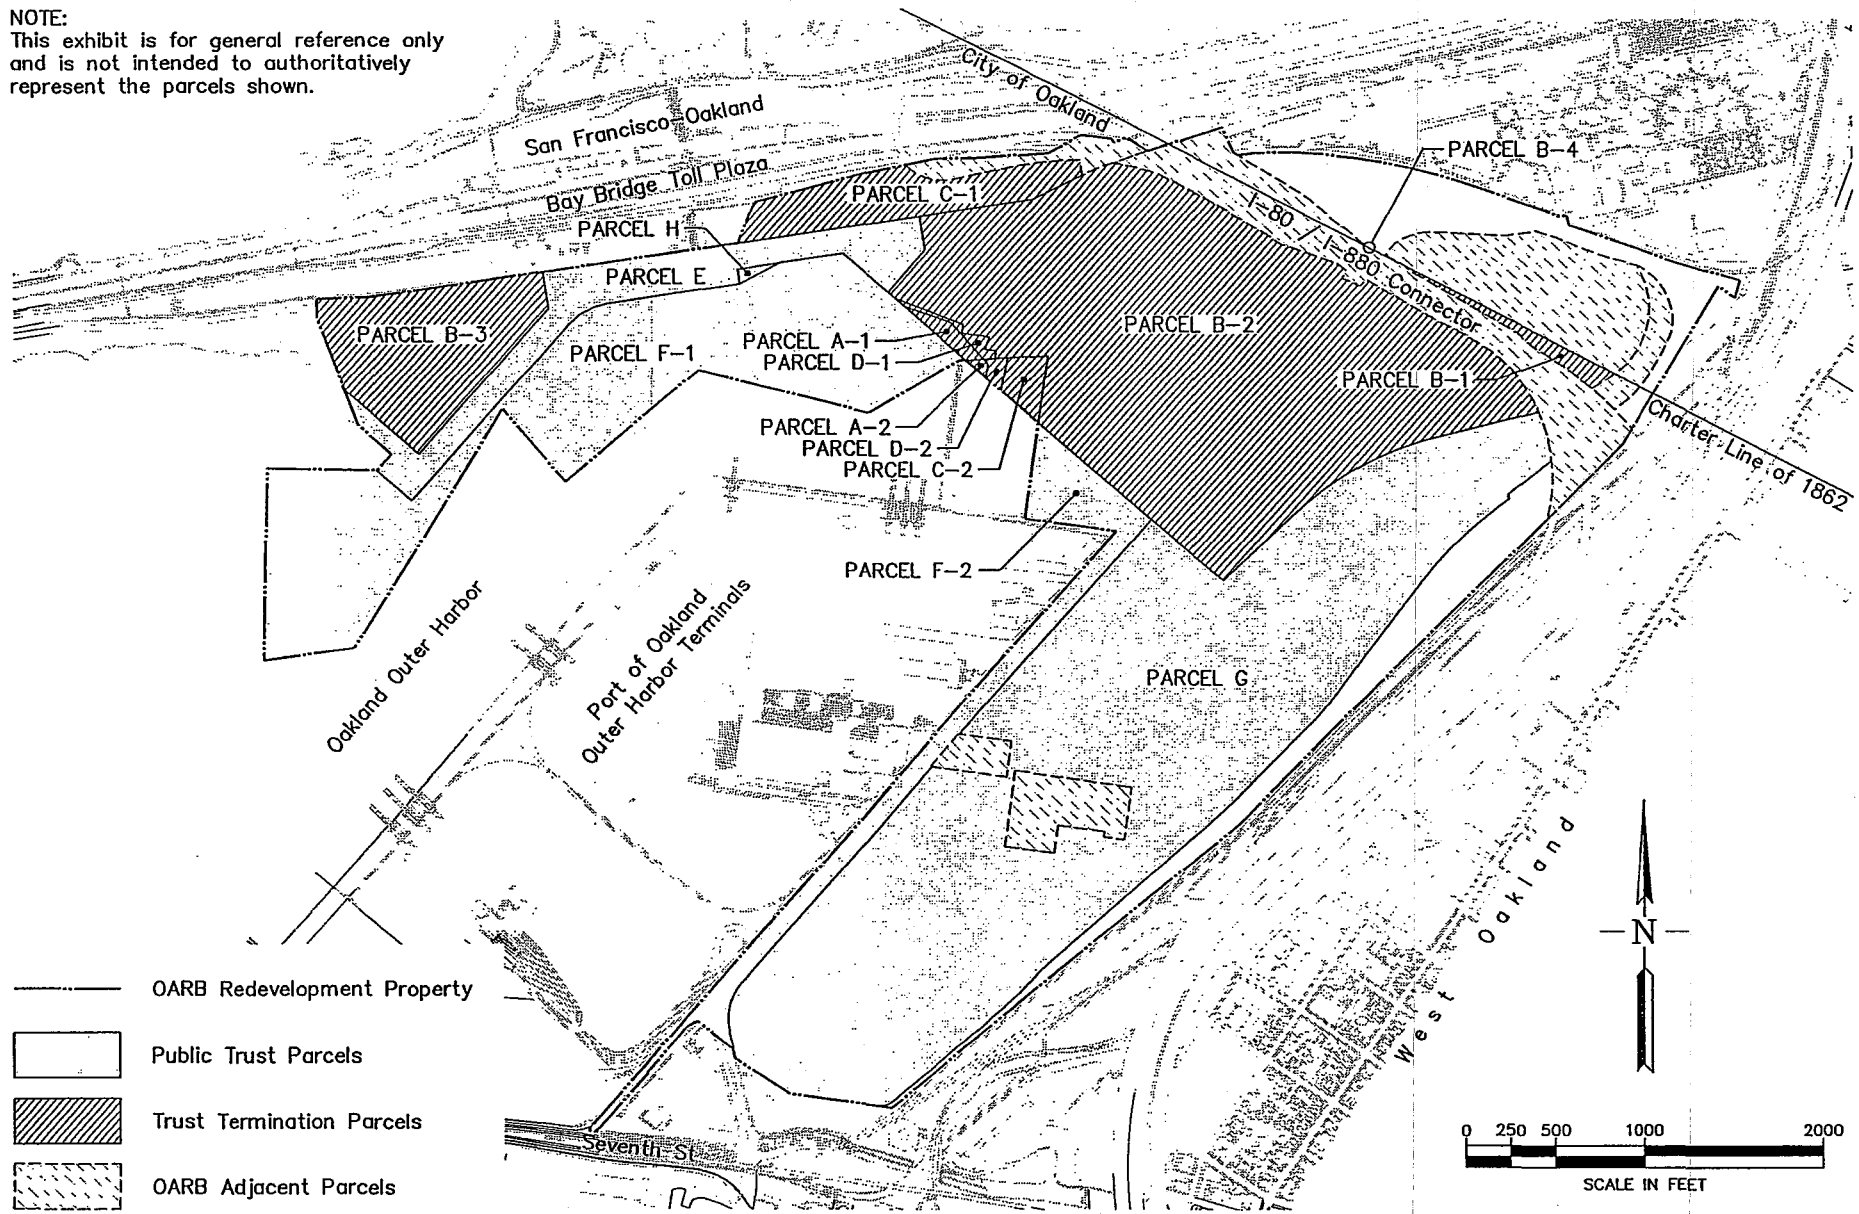 NOTE:
This exhibit is for general reference only
and is not intended to authoritatively
represent the parcels shown.
City of Oakland
San Francisco-Oakland
Bay Bridge Toll Plaza
PARCEL B-4
PARCEL C-1
I-80
PARCEL H
I-880 Connector
PARCEL E
PARCEL B-3
PARCEL B-2
PARCEL A-1
PARCEL F-1
PARCEL D-1
PARCEL B-1
PARCEL A-2
PARCEL D-2
PARCEL C-2
Charter Line of 1862
PARCEL F-2
Oakland Outer Harbor
Port of Oakland
Outer Harbor Terminals
PARCEL G
West Oakland
N
OARB Redevelopment Property
Public Trust Parcels
Trust Termination Parcels
OARB Adjacent Parcels
Seventh St
0 250 500 1000 2000
SCALE IN FEET